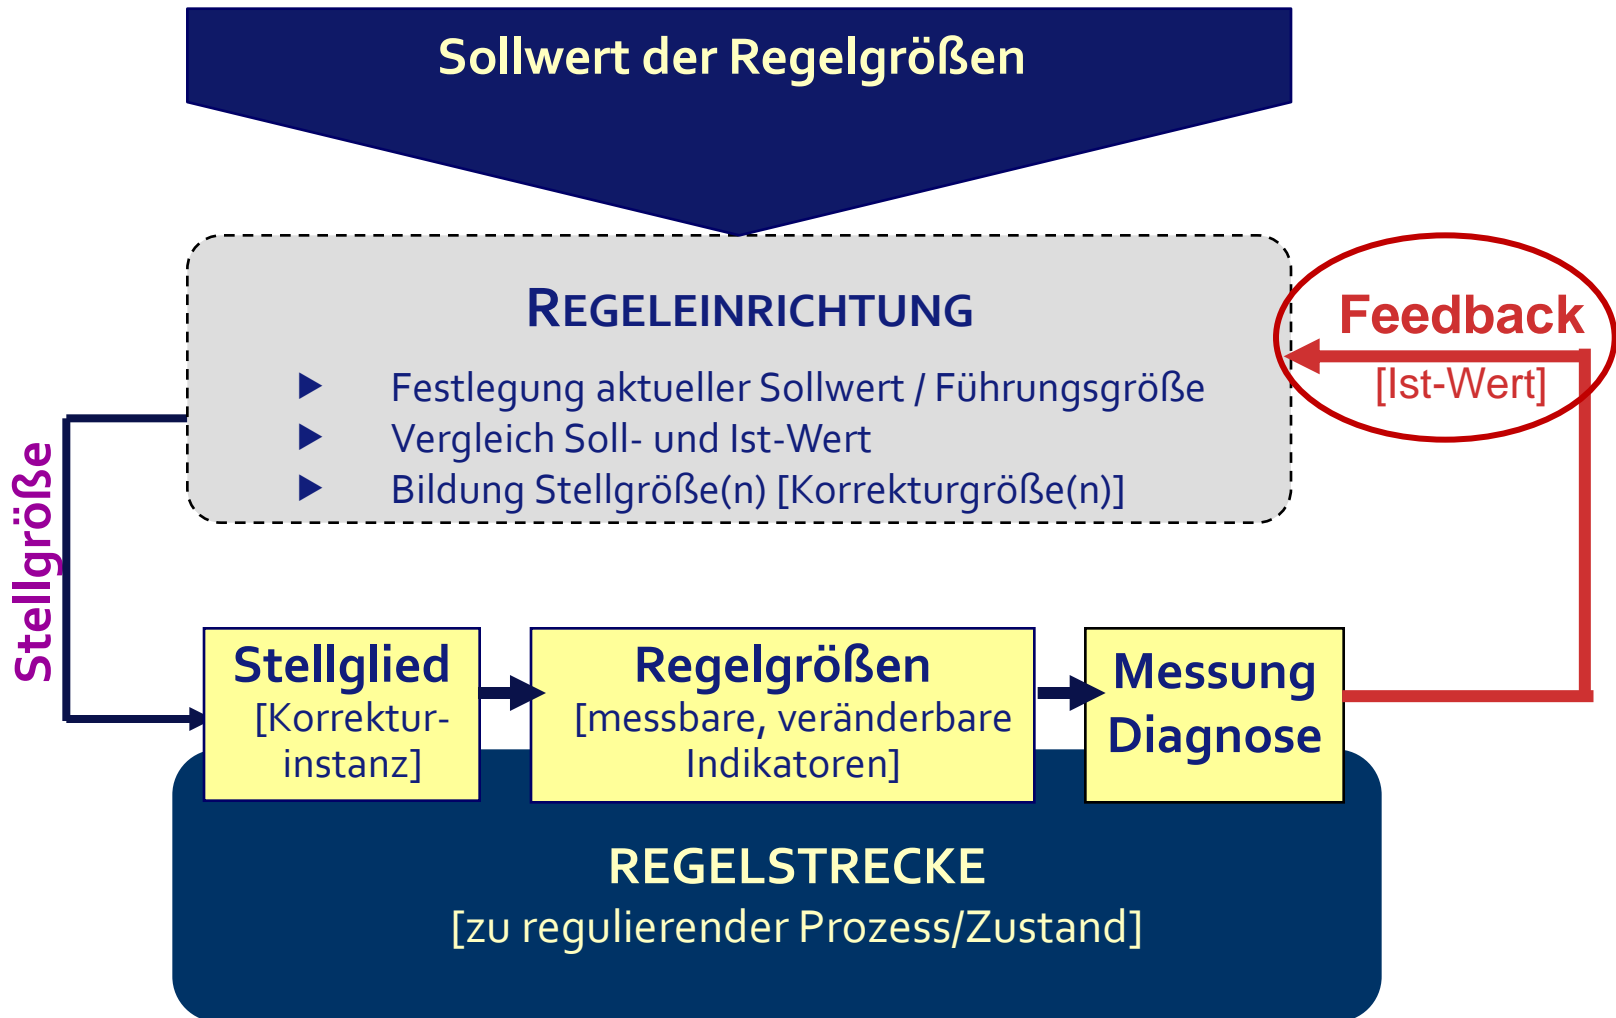 Sollwert der Regelgrößen
REGELEINRICHTUNG
Festlegung aktueller Sollwert / Führungsgröße
Vergleich Soll- und Ist-Wert
Bildung Stellgröße(n) [Korrekturgröße(n)]
Feedback
[Ist-Wert]
Stellgröße
Stellglied
[Korrektur-
instanz]
Regelgrößen
[messbare, veränderbare
Indikatoren]
Messung
Diagnose
REGELSTRECKE
[zu regulierender Prozess/Zustand]